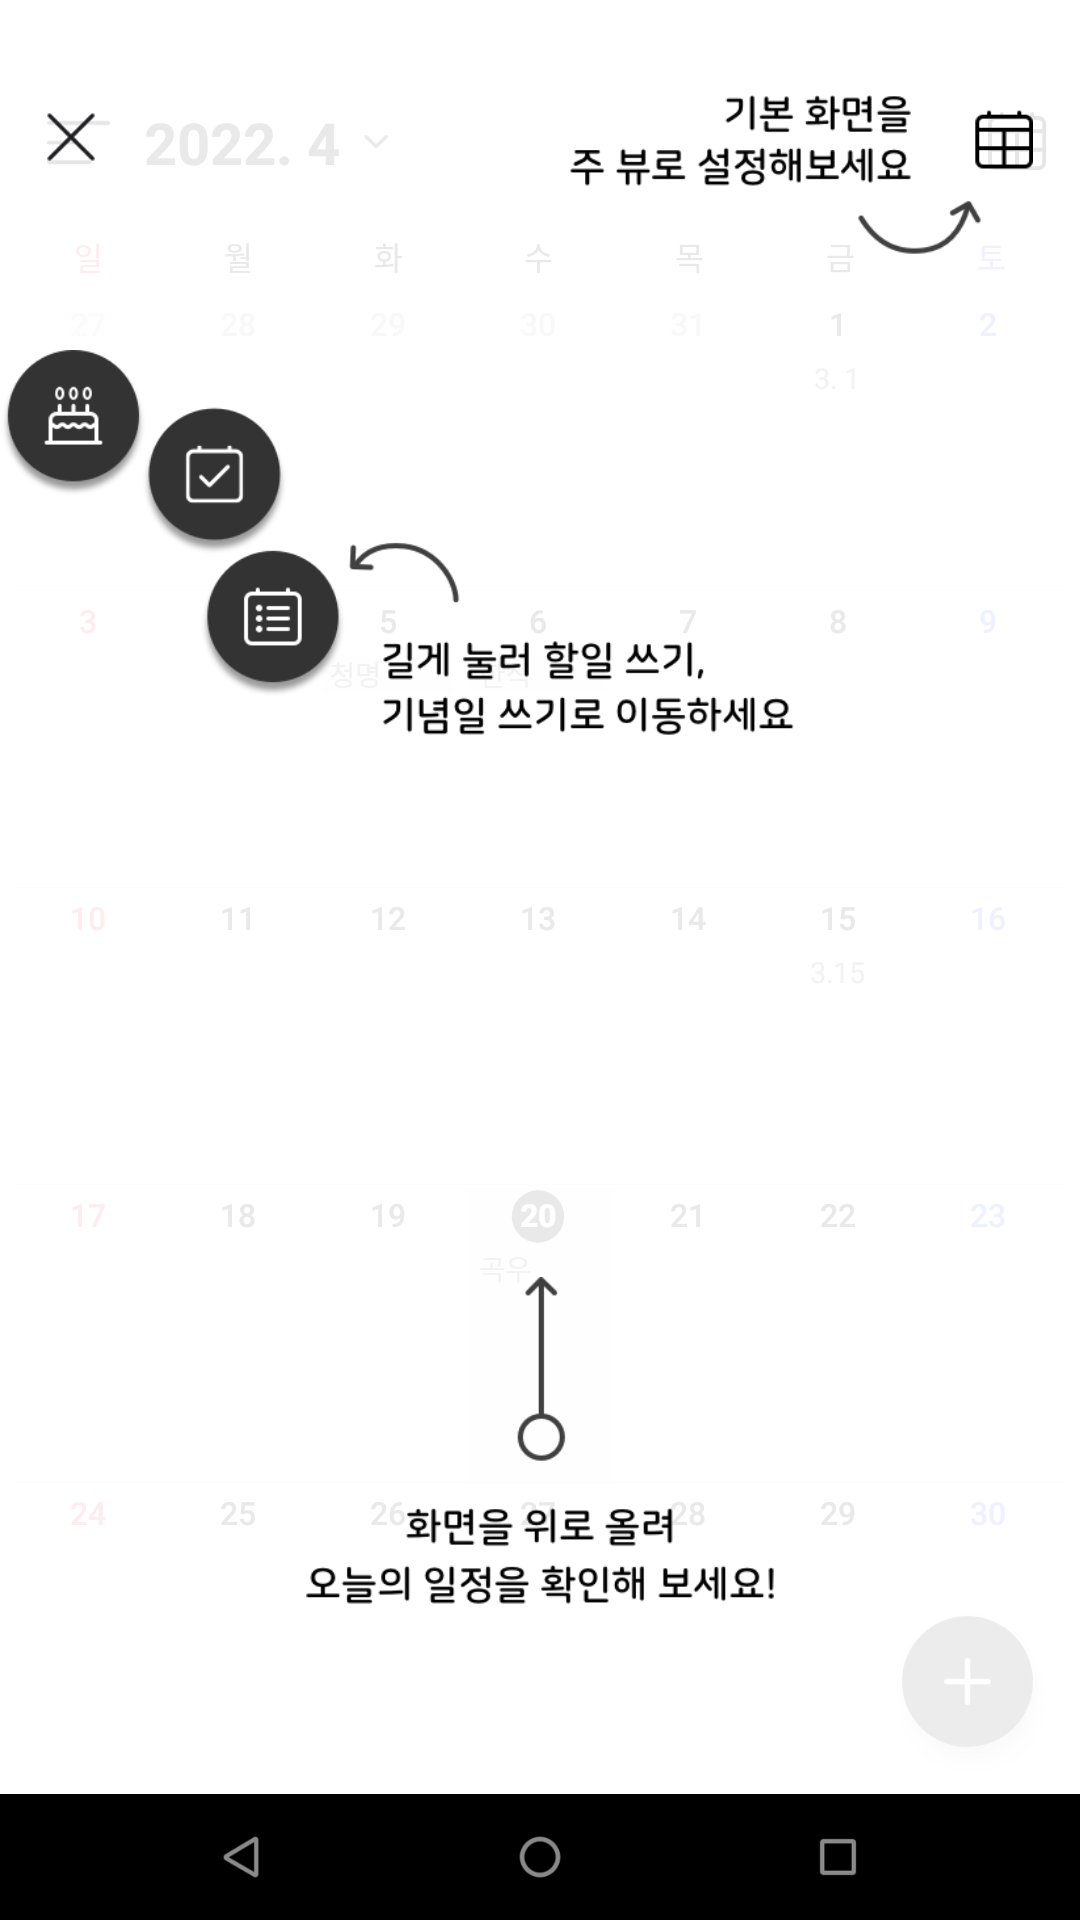 2022. 4
기본 화면을
주 뷰로 설정해보세요
일 월 화 수 목 금 토
27 28 29 30 31 1 2
3. 1
3 5 6 7 8 9
청명
길게 눌러 할일 쓰기,
기념일 쓰기로 이동하세요
10 11 12 13 14 15 16
3.15
17 18 19 20 21 22 23
곡우
24 25 26 27 28 29 30
화면을 위로 올려
오늘의 일정을 확인해 보세요!